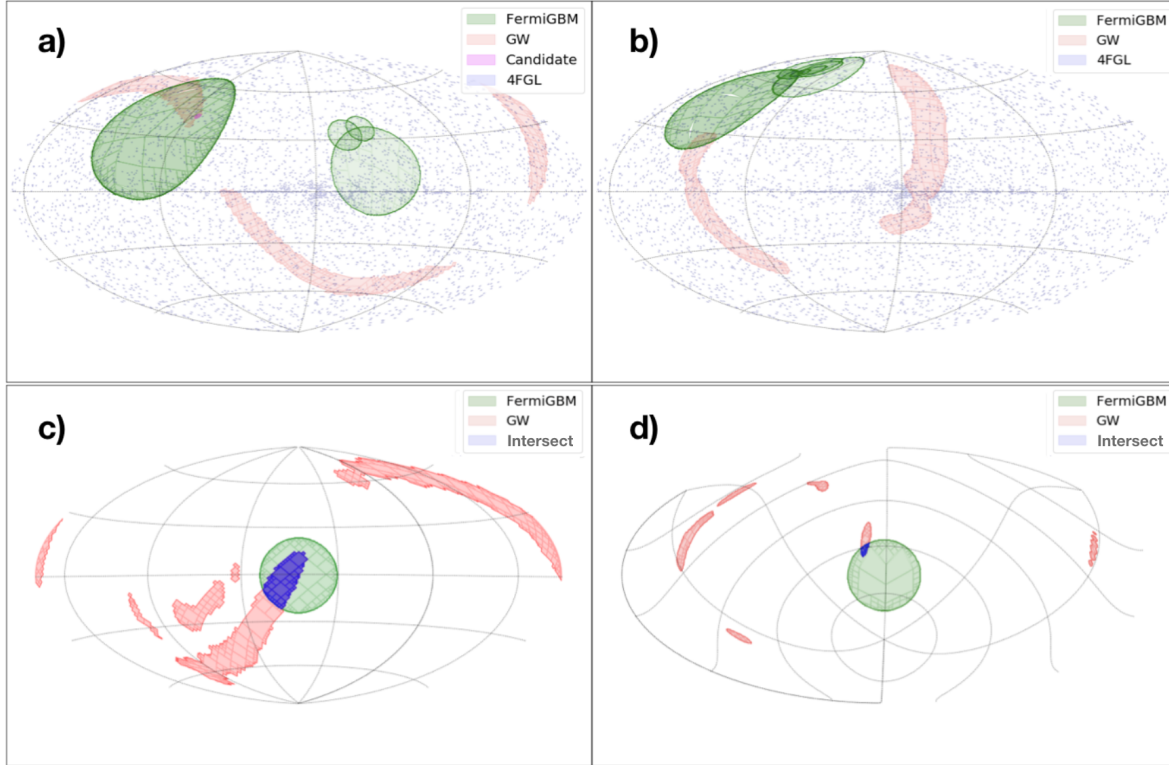 a)
FermiGBM
GW
Candidate
4FGL
b)
FermiGBM
GW
4FGL
c)
FermiGBM
GW
Intersect
d)
FermiGBM
GW
Intersect